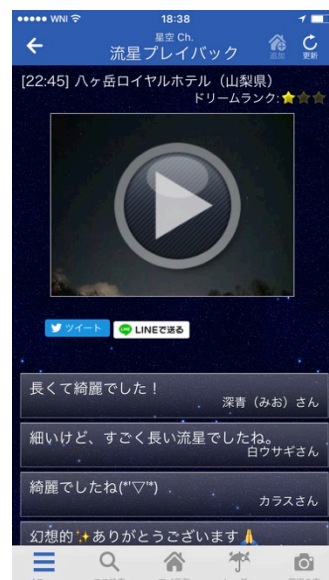 WNI 18:38
星空 Ch.
流星プレイバック
追加 更新
[22:45] 八ヶ岳ロイヤルホテル（山梨県）
ドリームランク:
ツイート LINEで送る
長くて綺麗でした！
深青（みお）さん
細いけど、すごく長い流星でしたね。
白ウサギさん
綺麗でしたね(*'▽'*)
カラスさん
幻想的✨ありがとうございます🙏